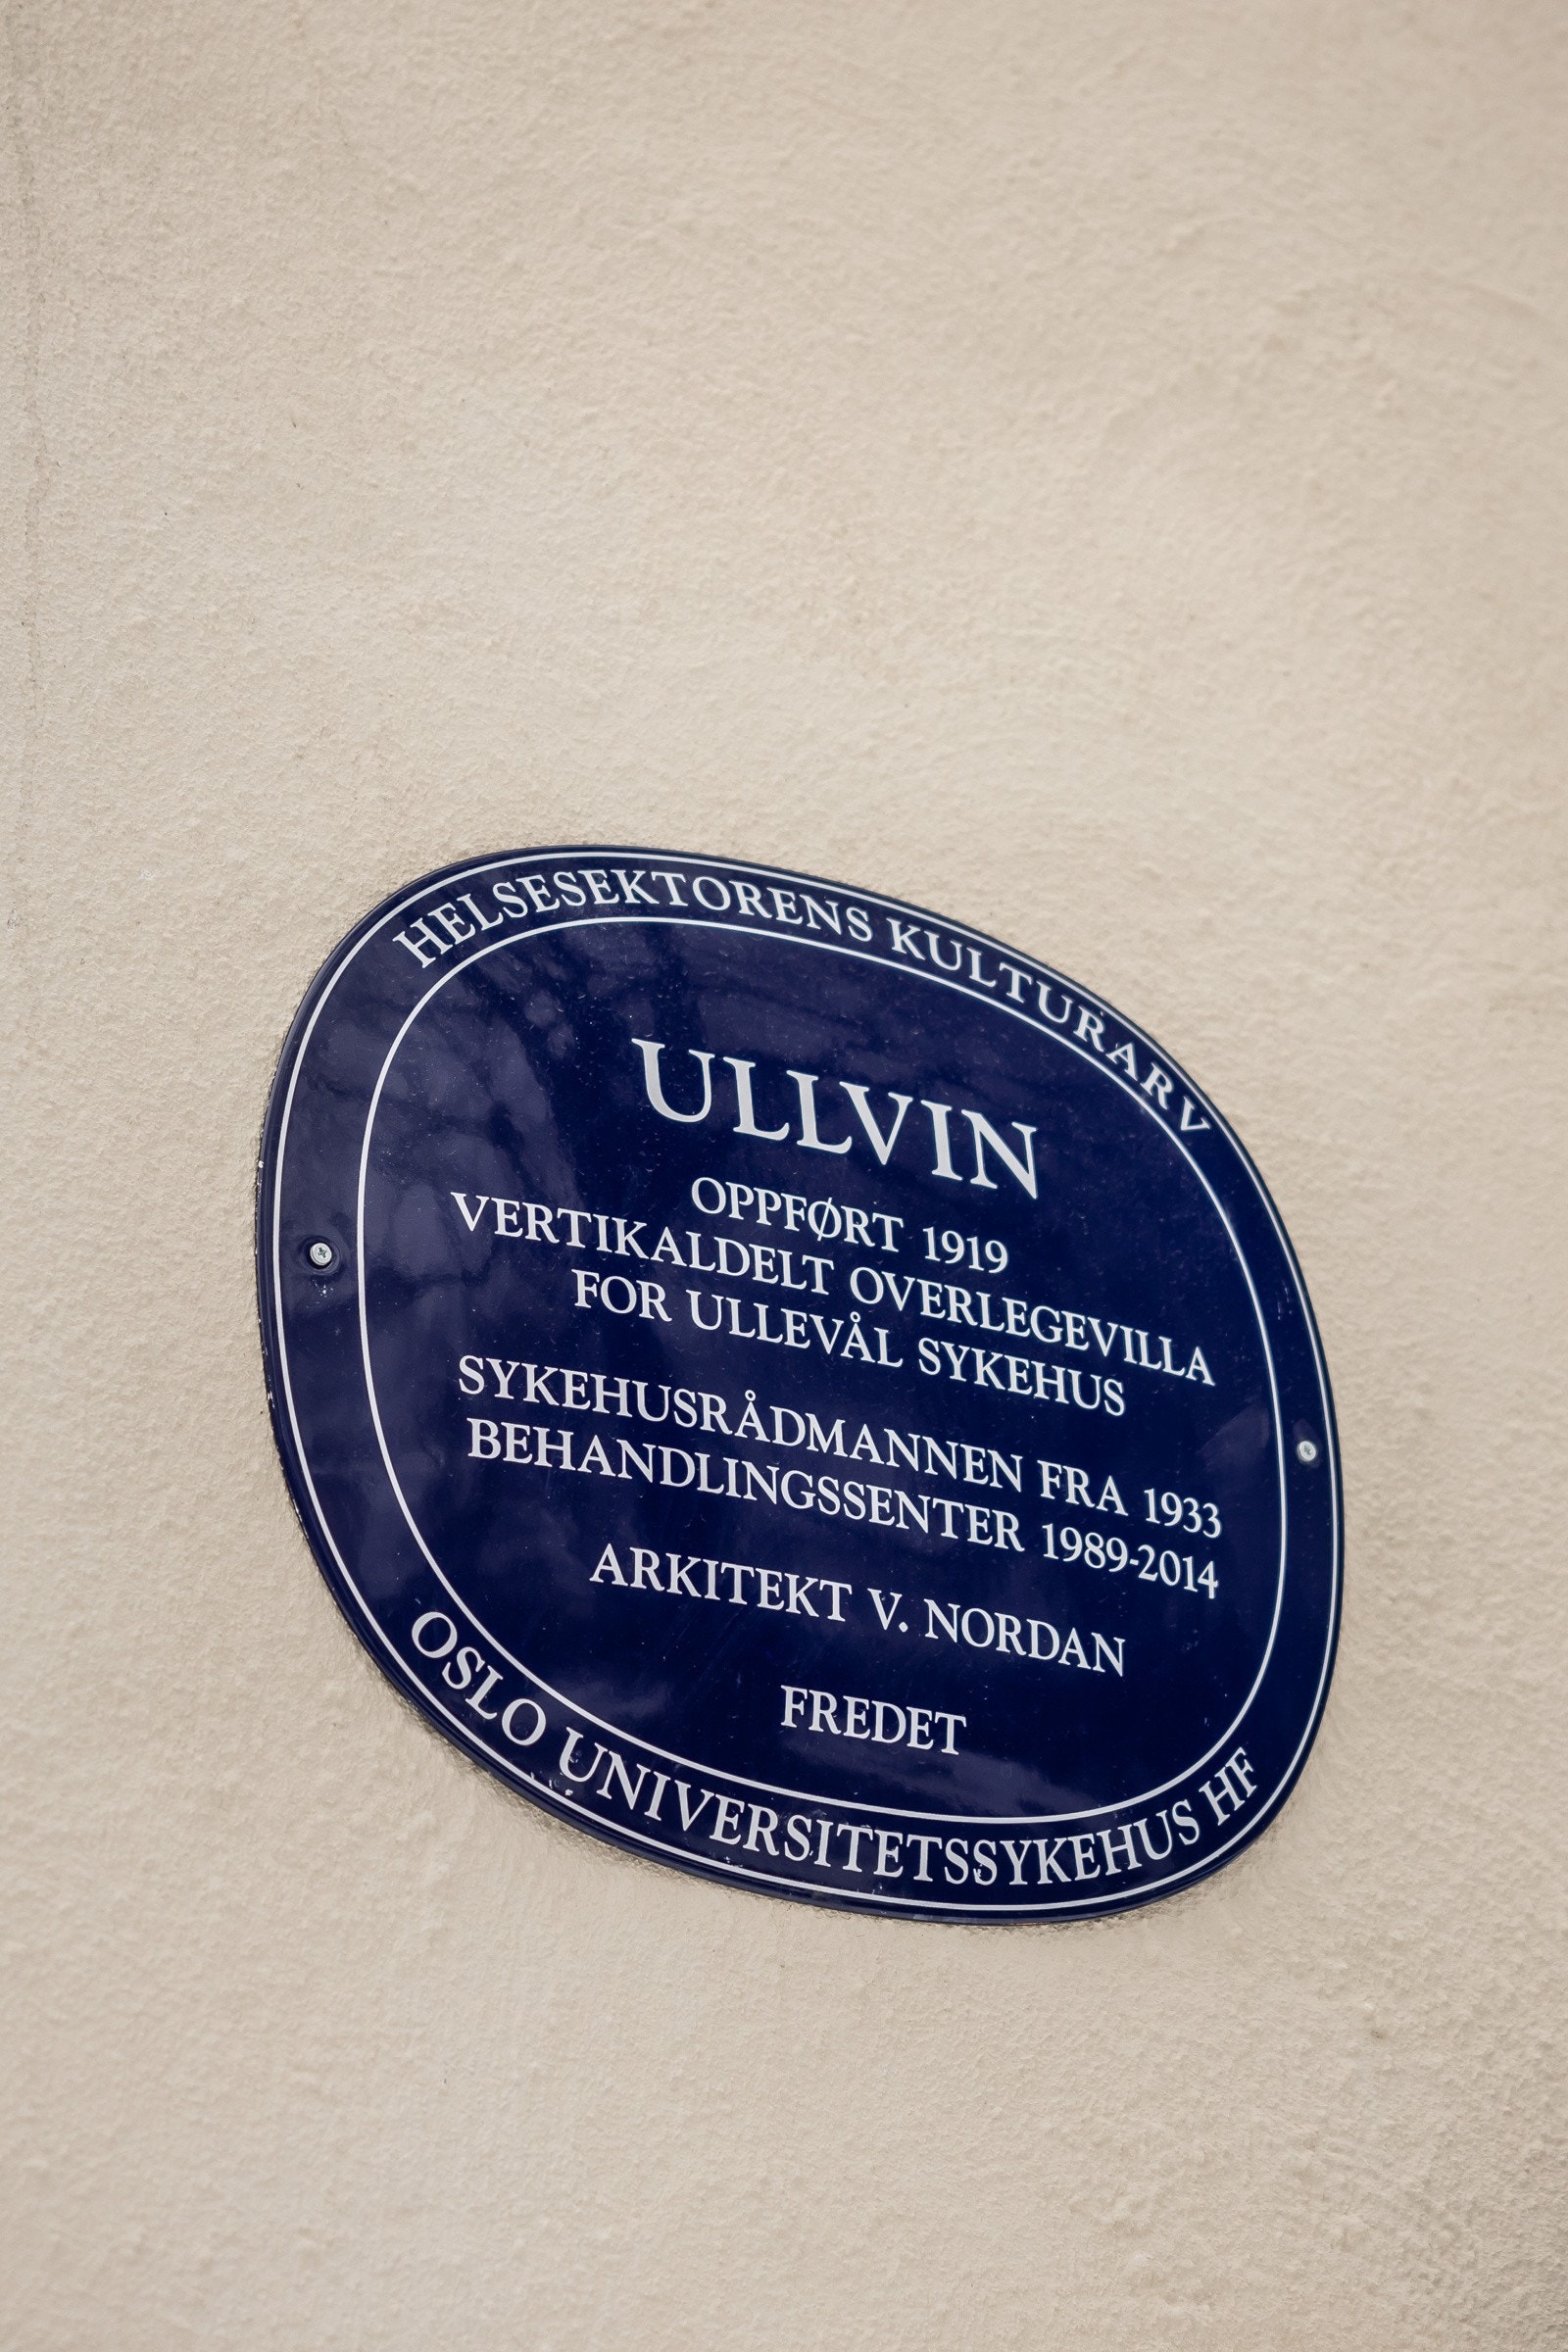 HELSESEKTORENS KULTURARV
ULLVIN
OPPFØRT 1919
VERTIKALDELT OVERLEGEVILLA
FOR ULLEVÅL SYKEHUS
SYKEHUSRÅDMANNEN FRA 1933
BEHANDLINGSSENTER 1989-2014
ARKITEKT V. NORDAN
FREDET
OSLO UNIVERSITETSSYKEHUS HF